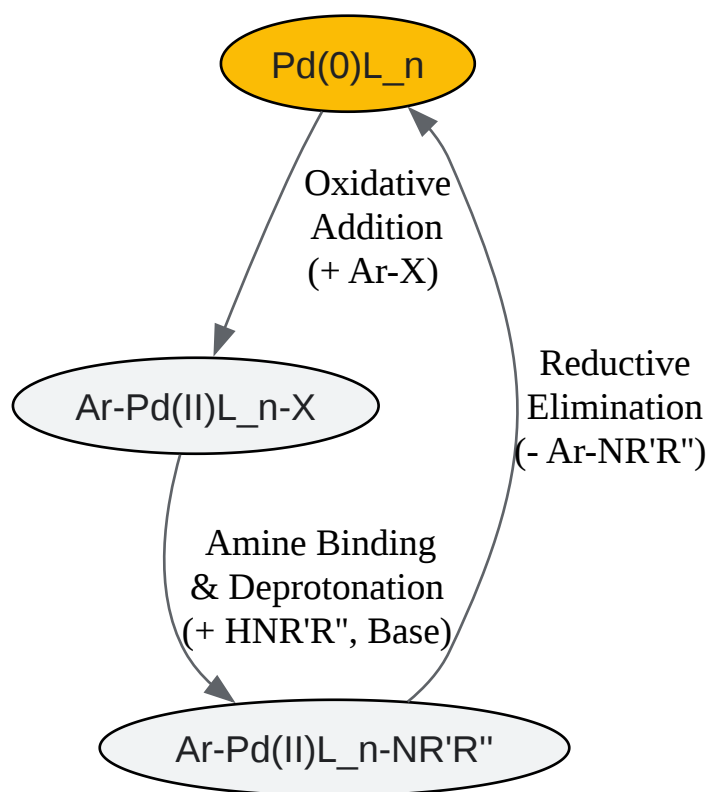 Pd(0)L_n
Oxidative
Addition
(+ Ar-X)
Ar-Pd(II)L_n-X
Reductive
Elimination
(- Ar-NR'R")
Amine Binding
& Deprotonation
(+ HNR'R", Base)
Ar-Pd(II)L_n-NR'R"